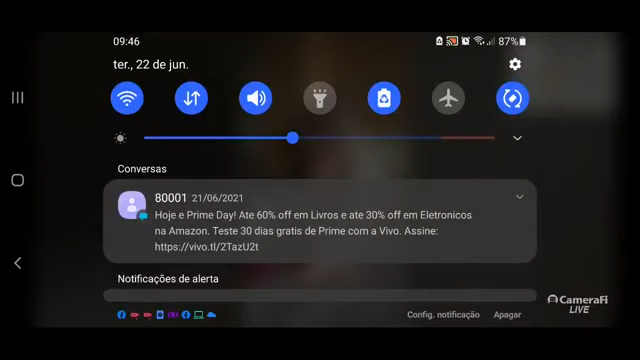 09:46
87%
ter., 22 de jun.
Conversas
80001 21/06/2021
Hoje e Prime Day! Ate 60% off em Livros e ate 30% off em Eletronicos
na Amazon. Teste 30 dias gratis de Prime com a Vivo. Assine:
https://vivo.tl/2TazU2t
Notificações de alerta
CameraFi
LIVE
Config. notificação Apagar